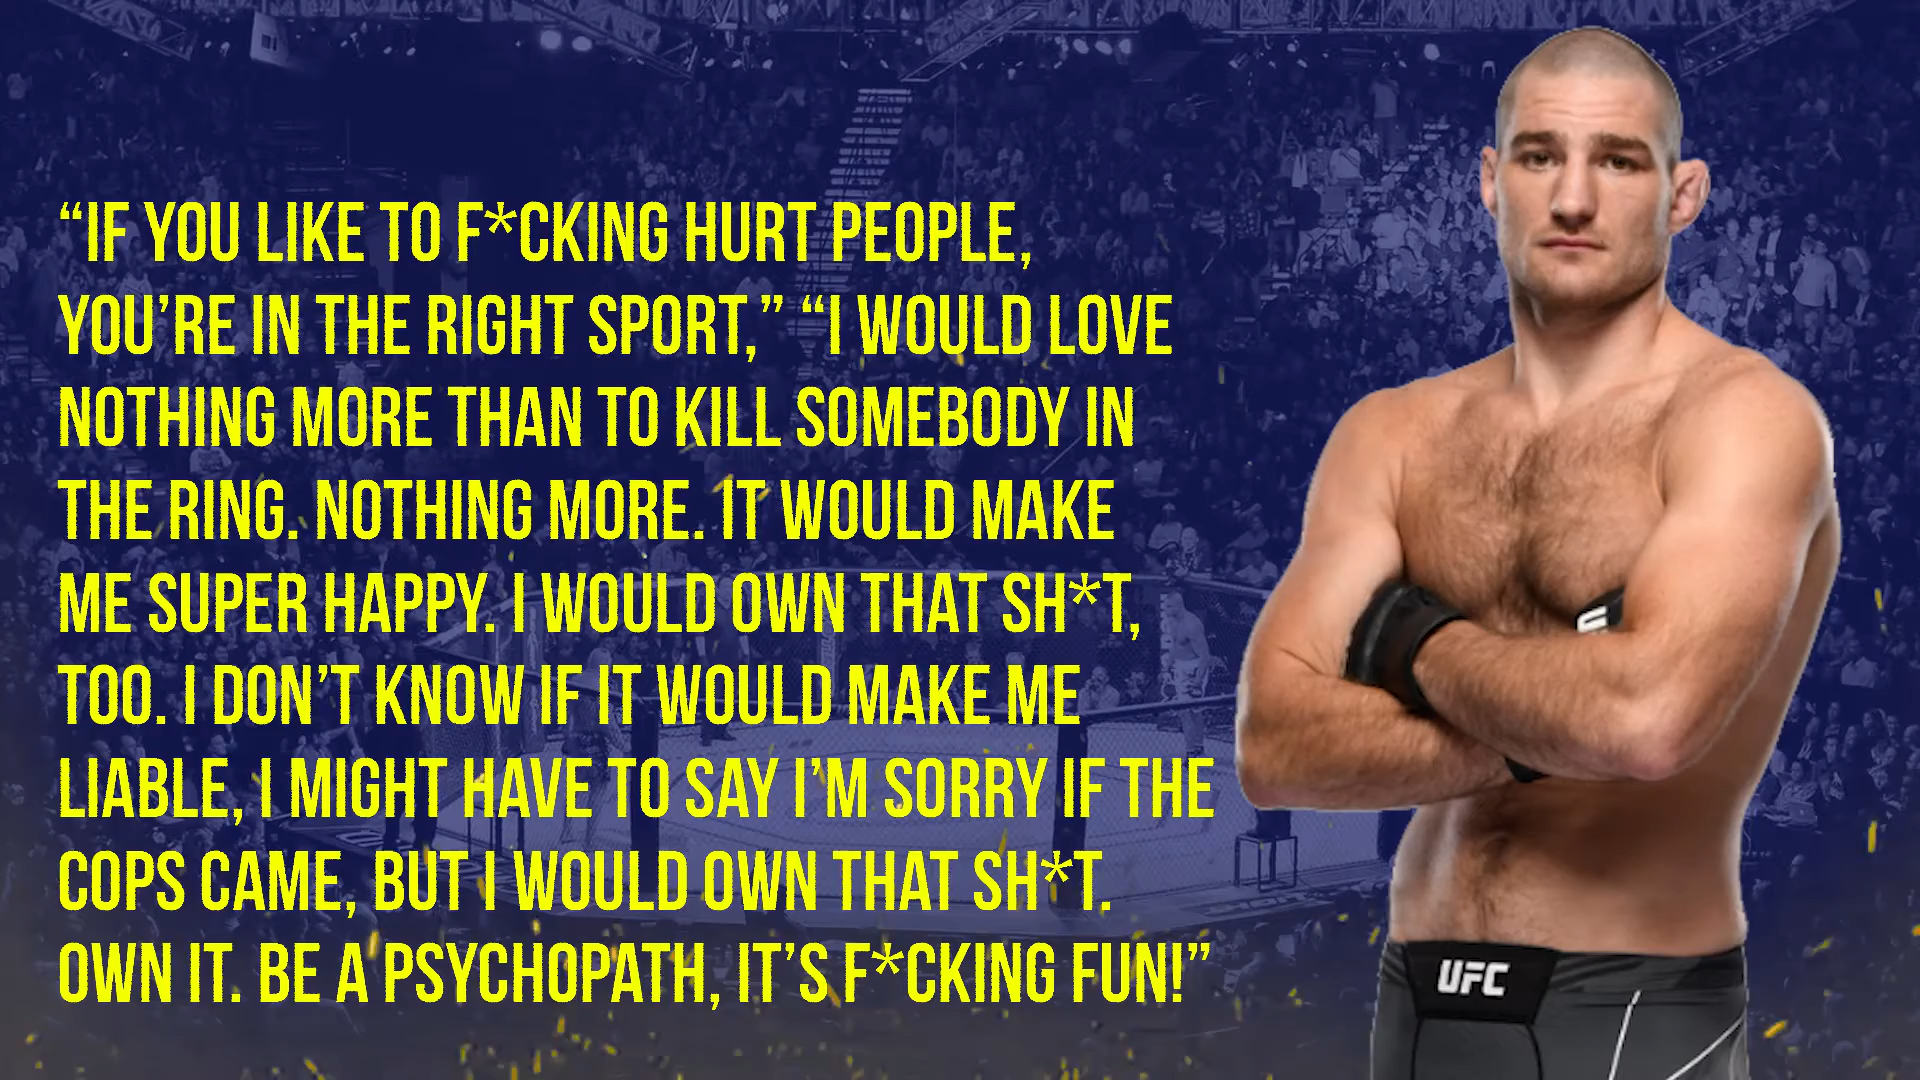 “IF YOU LIKE TO F*CKING HURT PEOPLE,
YOU’RE IN THE RIGHT SPORT,” “I WOULD LOVE
NOTHING MORE THAN TO KILL SOMEBODY IN
THE RING. NOTHING MORE. IT WOULD MAKE
ME SUPER HAPPY. I WOULD OWN THAT SH*T,
TOO. I DON’T KNOW IF IT WOULD MAKE ME
LIABLE, I MIGHT HAVE TO SAY I’M SORRY IF THE
COPS CAME, BUT I WOULD OWN THAT SH*T.
OWN IT. BE A PSYCHOPATH, IT’S F*CKING FUN!”
UFC